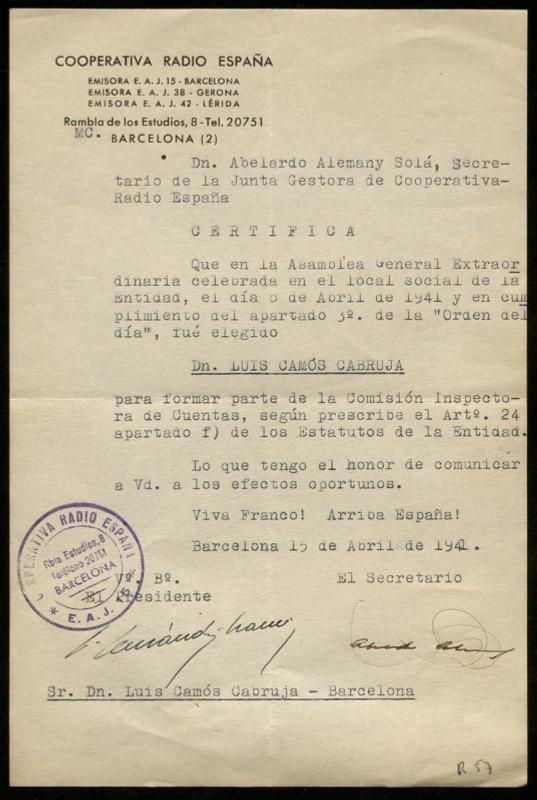 COOPERATIVA RADIO ESPAÑA
EMISORA E. A. J. 15 - BARCELONA
EMISORA E. A. J. 38 - GERONA
EMISORA E. A. J. 42 - LÉRIDA
Rambla de los Estudios, 8 - Tel. 20751
MC. BARCELONA (2)
Dn. Abelardo Alemany Solá, Secre-
tario de la Junta Gestora de Cooperativa-
Radio España
C E R T I F I C A
Que en la Asamblea General Extraor
dinaria celebrada en el local social de la
Entidad, el día de Abril de 1941 y en cum
plimiento del apartado 3º. de la "Orden del
día", fué elegido
Dn. LUIS CAMÓS CABRUJA
para formar parte de la Comisión Inspecto-
ra de Cuentas, según prescribe el Artº. 24
apartado f) de los Estatutos de la Entidad.
Lo que tengo el honor de comunicar
a Vd. a los efectos oportunos.
Viva Franco! Arriba España!
Barcelona 15 de Abril de 1941.
COOPERATIVA RADIO ESPAÑA
Rbla. Estudios, 8
Teléfono 20751
BARCELONA
* E. A. J. 15 *
Vº. Bº. El Secretario
El Presidente
Sr. Dn. Luis Camós Cabruja - Barcelona
R. 57